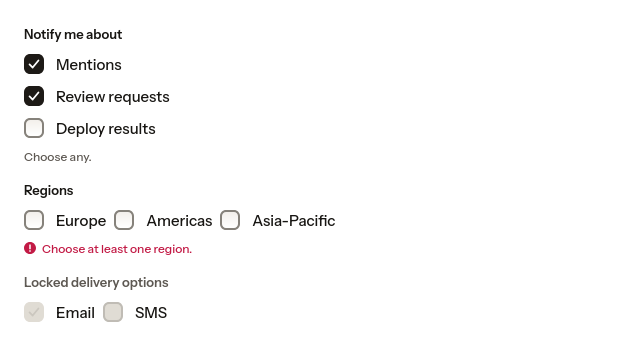 Notify me about
Mentions
Review requests
Deploy results
Choose any.
Regions
Europe Americas Asia-Pacific
Choose at least one region.
Locked delivery options
Email SMS